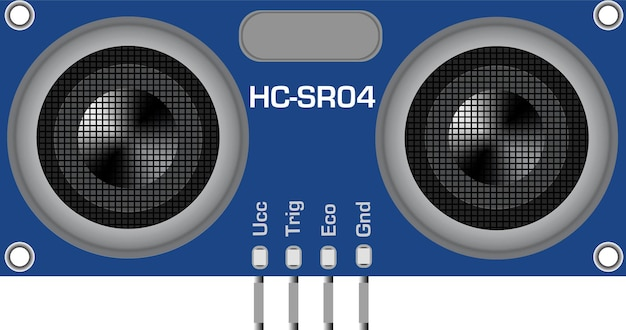 HC-SR04
Ucc
Trig
Eco
Gnd